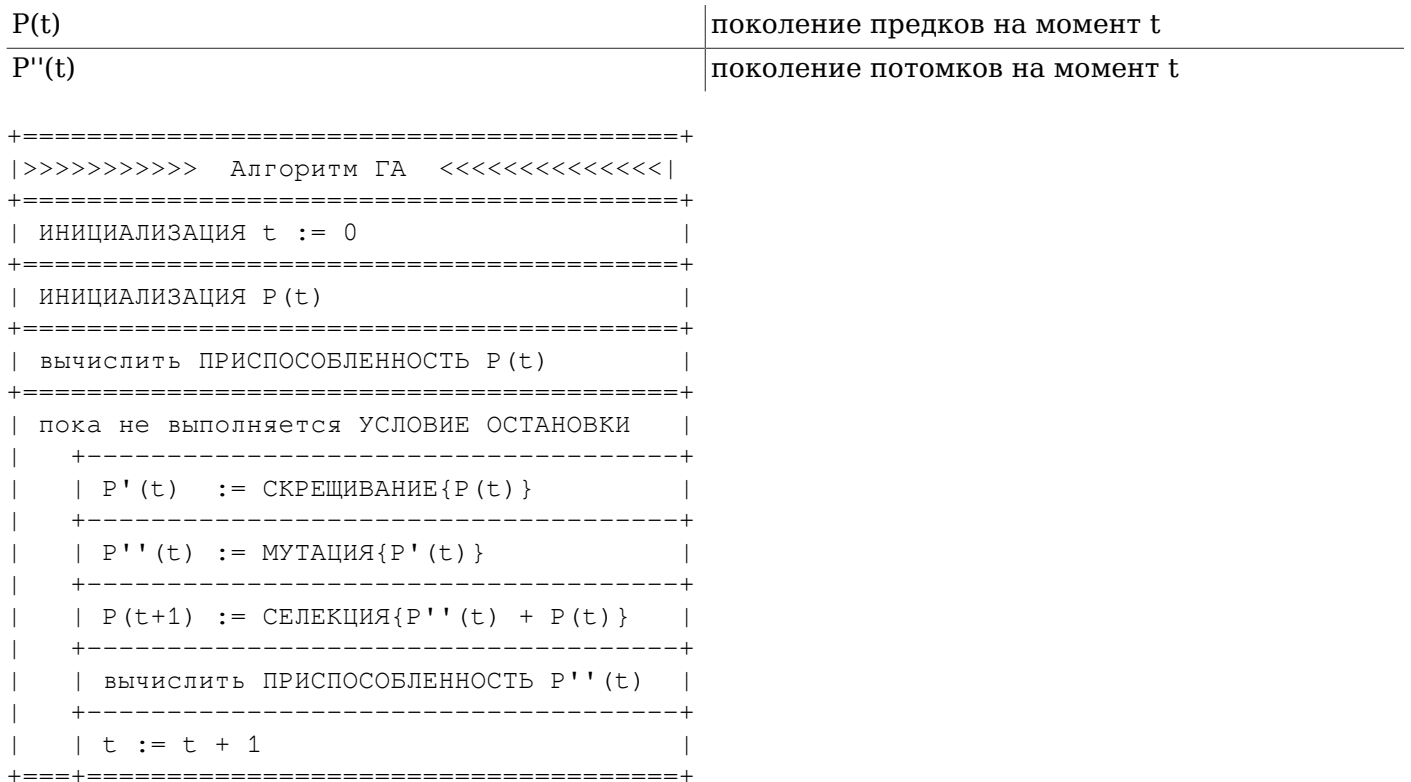 P(t) поколение предков на момент t
P''(t) поколение потомков на момент t
+=========================================+
|>>>>>>>>>>> Алгоритм ГА <<<<<<<<<<<<<<|
+=========================================+
| ИНИЦИАЛИЗАЦИЯ t := 0 |
+=========================================+
| ИНИЦИАЛИЗАЦИЯ P(t) |
+=========================================+
| вычислить ПРИСПОСОБЛЕННОСТЬ P(t) |
+=========================================+
| пока не выполняется УСЛОВИЕ ОСТАНОВКИ |
| +-------------------------------------+
| | P'(t) := СКРЕЩИВАНИЕ{P(t)} |
| +-------------------------------------+
| | P''(t) := МУТАЦИЯ{P'(t)} |
| +-------------------------------------+
| | P(t+1) := СЕЛЕКЦИЯ{P''(t) + P(t)} |
| +-------------------------------------+
| | вычислить ПРИСПОСОБЛЕННОСТЬ P''(t) |
| +-------------------------------------+
| | t := t + 1 |
+===+=====================================+